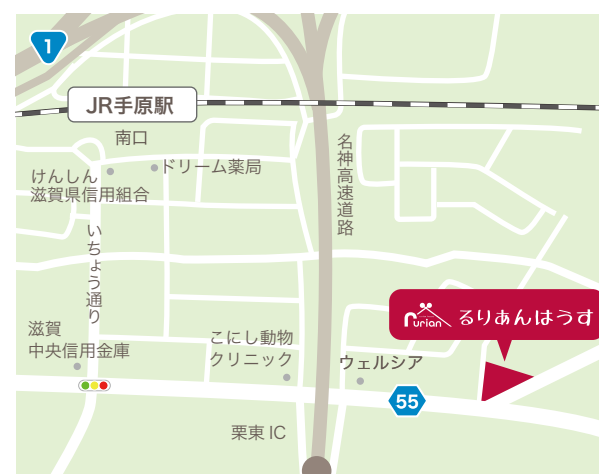 1
JR手原駅
南口
ドリーム薬局
けんしん
滋賀県信用組合
名神高速道路
いちょう通り
rurian るりあんはうす
滋賀
中央信用金庫
こにし動物
クリニック
ウェルシア
55
栗東 IC